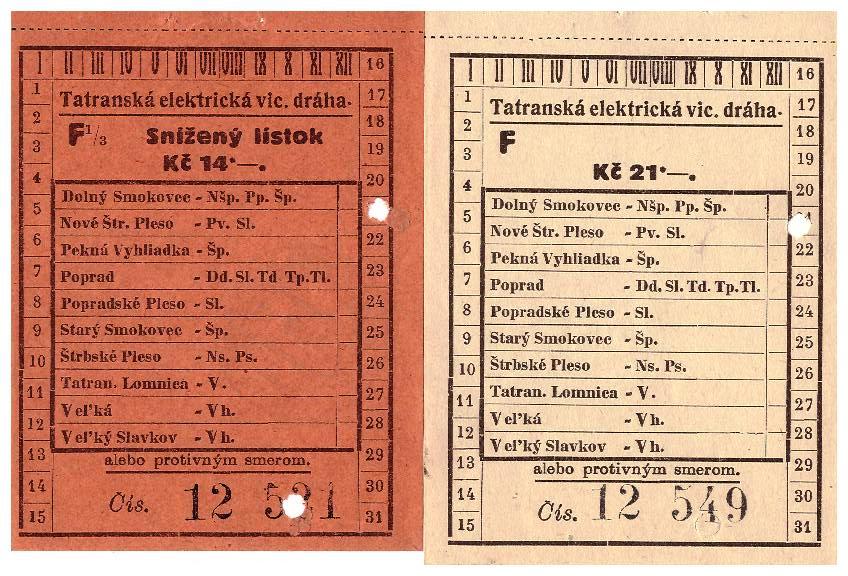 I II III IV V VI VII VIII IX X XI XII 16
1 17
2 18
3 19
4 20
5
6 22
7 23
8 24
9 25
10 26
11 27
12 28
13 29
14 30
15 31
Tatranská elektrická vic. dráha.
F 1/3 Snížený lístok
Kč 14·—.
Dolný Smokovec - Nšp. Pp. Šp.
Nové Štr. Pleso - Pv. Sl.
Pekná Vyhliadka - Šp.
Poprad - Dd. Sl. Td Tp. Tl.
Popradské Pleso - Sl.
Starý Smokovec - Šp.
Štrbské Pleso - Ns. Ps.
Tatran. Lomnica - V.
Veľká - Vh.
Veľký Slavkov - Vh.
alebo protivným smerom.
Čís. 12
I II III IV V VI VII VIII IX X XI XII 16
1 17
2 18
3 19
4 20
5
6 22
7 23
8 24
9 25
10 26
11 27
12 28
13 29
14 30
15 31
Tatranská elektrická vic. dráha.
F
Kč 21·—.
Dolný Smokovec - Nšp. Pp. Šp.
Nové Štr. Pleso - Pv. Sl.
Pekná Vyhliadka - Šp.
Poprad - Dd. Sl. Td. Tp. Tl.
Popradské Pleso - Sl.
Starý Smokovec - Šp.
Štrbské Pleso - Ns. Ps.
Tatran. Lomnica - V.
Veľká - Vh.
Veľký Slavkov - Vh.
alebo protivným smerom.
Čís. 12 549